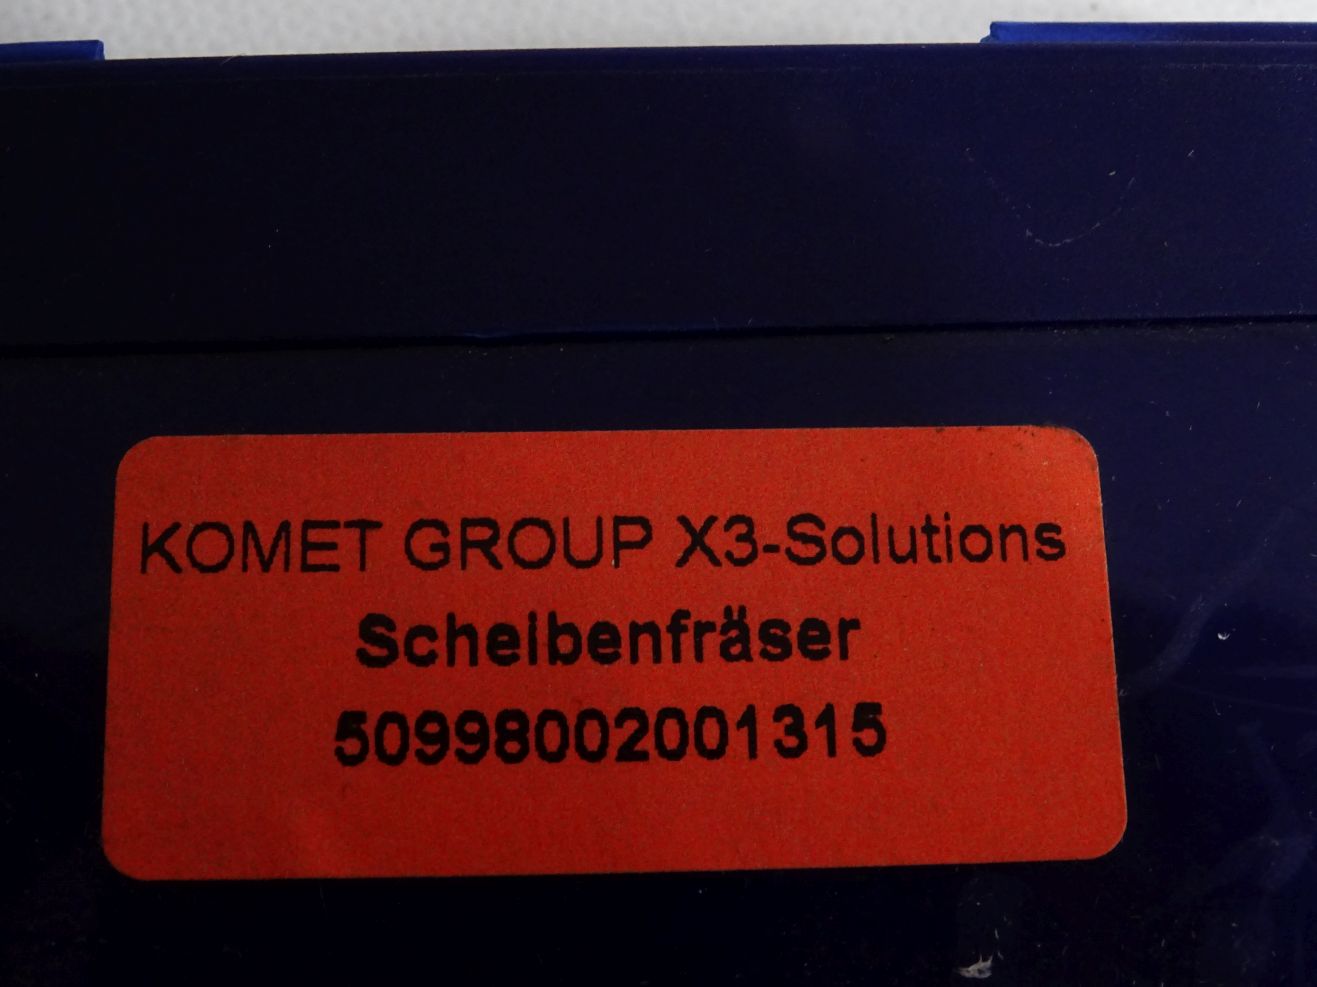 KOMET GROUP X3-Solutions
Scheibenfräser
50998002001315